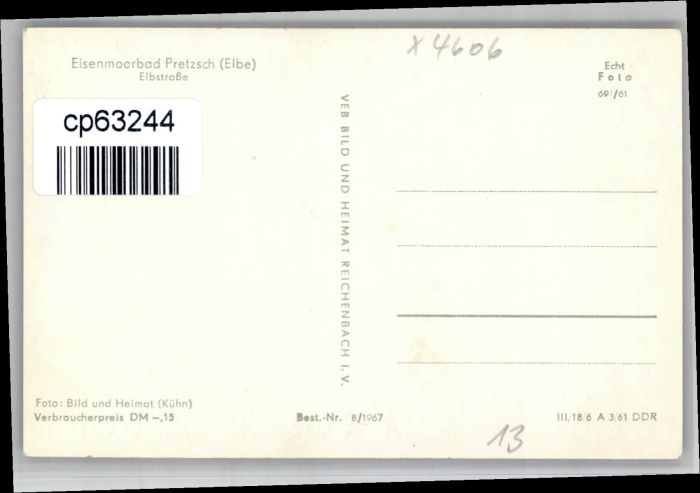 x 4606
Eisenmoorbad Pretzsch (Elbe)
Elbstraße
Echt
Foto
691/61
cp63244
VEB BILD UND HEIMAT REICHENBACH I. V.
Foto: Bild und Heimat (Kühn)
Verbraucherpreis DM –,15
Best.-Nr. 8/1967
III/18/6 A 3/61 DDR
13